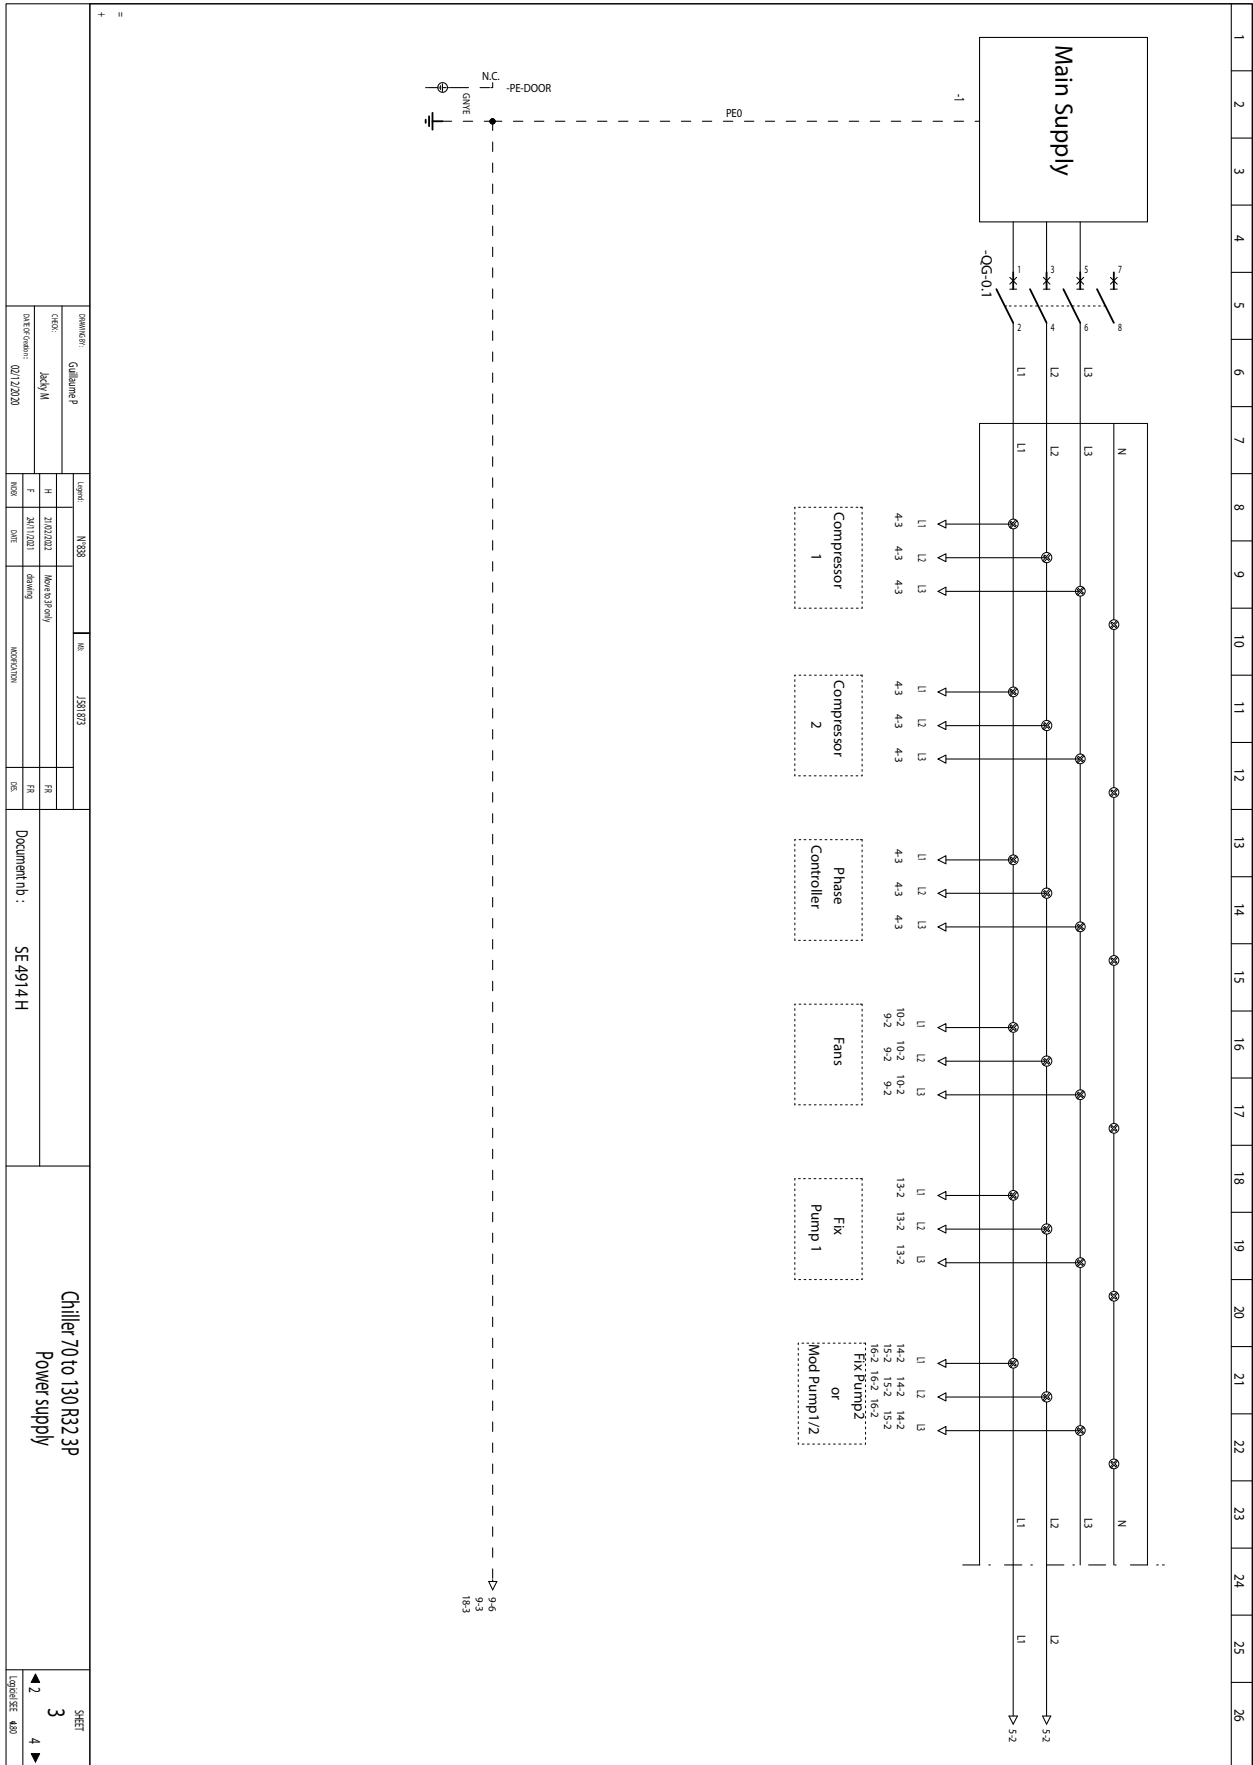 1 2 3 4 5 6 7 8 9 10 11 12 13 14 15 16 17 18 19 20 21 22 23 24 25 26
Main Supply
-1
-QG-0.1
7 8
5 6
3 4
1 2
L3
L2
L1
N
L3
L2
L1
N
L3
L2
L1
L2
L1
5-2
5-2
L1 L2 L3
4-3 4-3 4-3
Compressor
1
L1 L2 L3
4-3 4-3 4-3
Compressor
2
L1 L2 L3
4-3 4-3 4-3
Phase
Controller
L1 L2 L3
10-2 10-2 10-2
9-2 9-2 9-2
Fans
L1 L2 L3
13-2 13-2 13-2
Fix
Pump 1
L1 L2 L3
14-2 14-2 14-2
15-2 15-2 15-2
16-2 16-2 16-2
Fix Pump2
or
Mod Pump1/2
PE0
-PE-DOOR
N.C.
GNYE
9-6
9-3
18-3
=
+
DRAWING BY: Guillaume P
CHECK: Jacky M
DATE OF Creation: 02/12/2020
Legend: N°838
Nb: J581873
H 21/02/2022 Move to 3P only FR
F 24/11/2021 drawing FR
INDEX DATE MODIFICATION DES.
Document nb : SE 4914 H
Chiller 70 to 130 R32 3P
Power supply
SHEET
3
2 4
Logiciel SEE